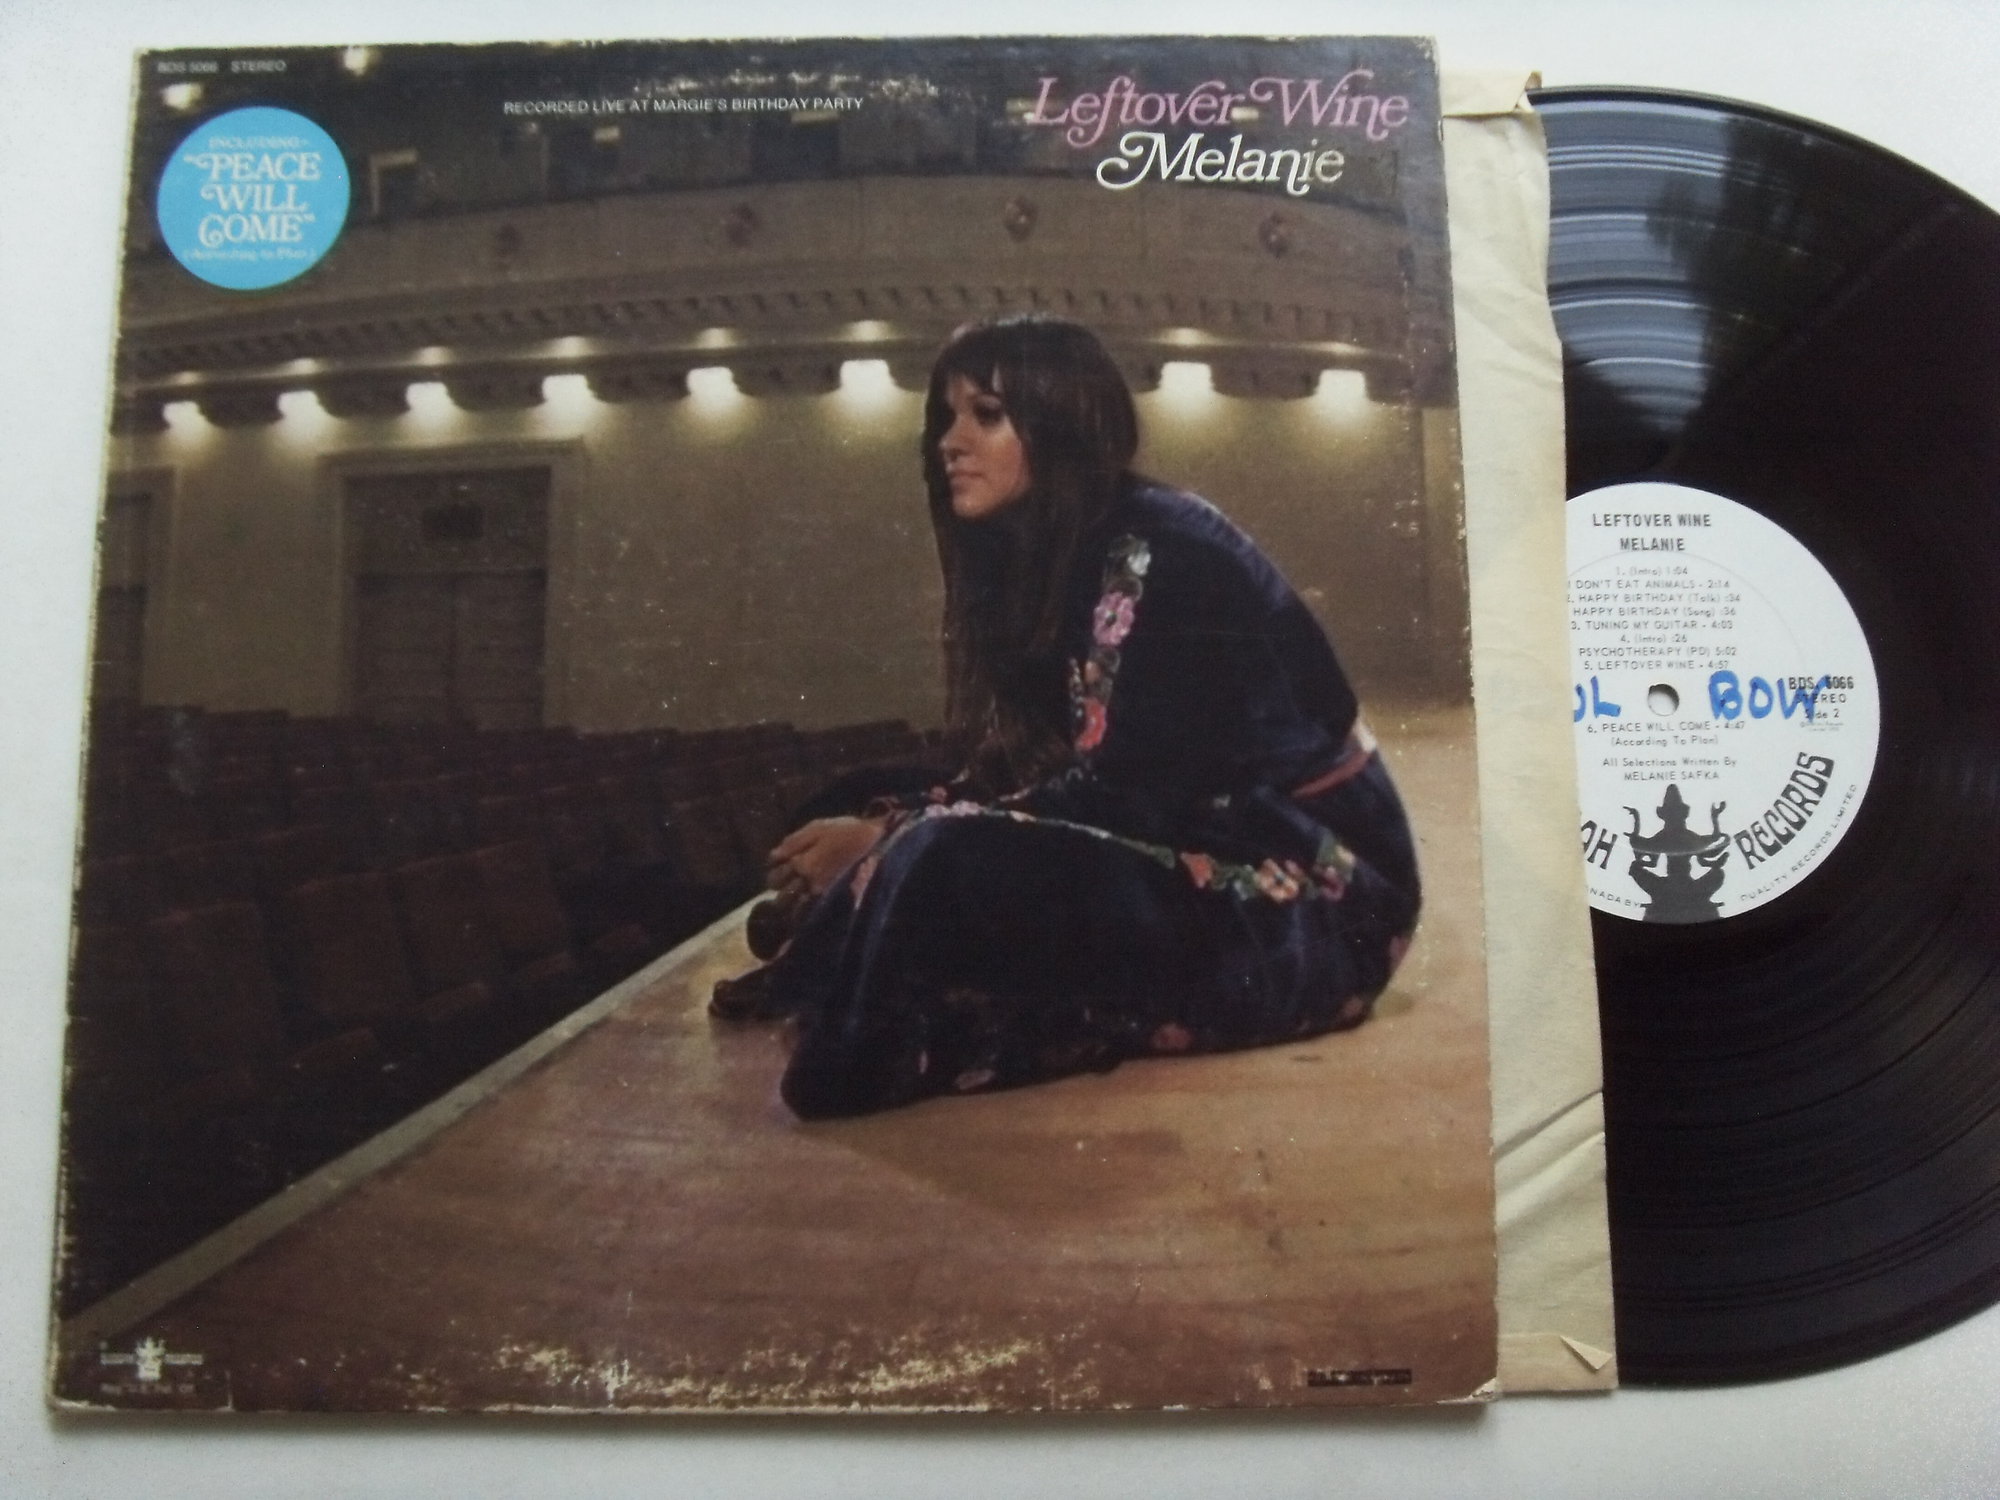 BDS 5066 STEREO
RECORDED LIVE AT MARGIE'S BIRTHDAY PARTY
Leftover Wine
Melanie
INCLUDING
"PEACE
WILL
COME"
(According to Plan)
LEFTOVER WINE
MELANIE
1. (Intro) 1:04
I DON'T EAT ANIMALS - 2:14
2. HAPPY BIRTHDAY (Talk) :34
HAPPY BIRTHDAY (Song) :36
3. TUNING MY GUITAR - 4:03
4. (Intro) :26
PSYCHOTHERAPY (PD) 5:02
5. LEFTOVER WINE - 4:57
BDS. 5066
STEREO
Side 2
BOW
6. PEACE WILL COME - 4:47
(According To Plan)
All Selections Written By
MELANIE SAFKA
RECORDS
QUALITY RECORDS LIMITED